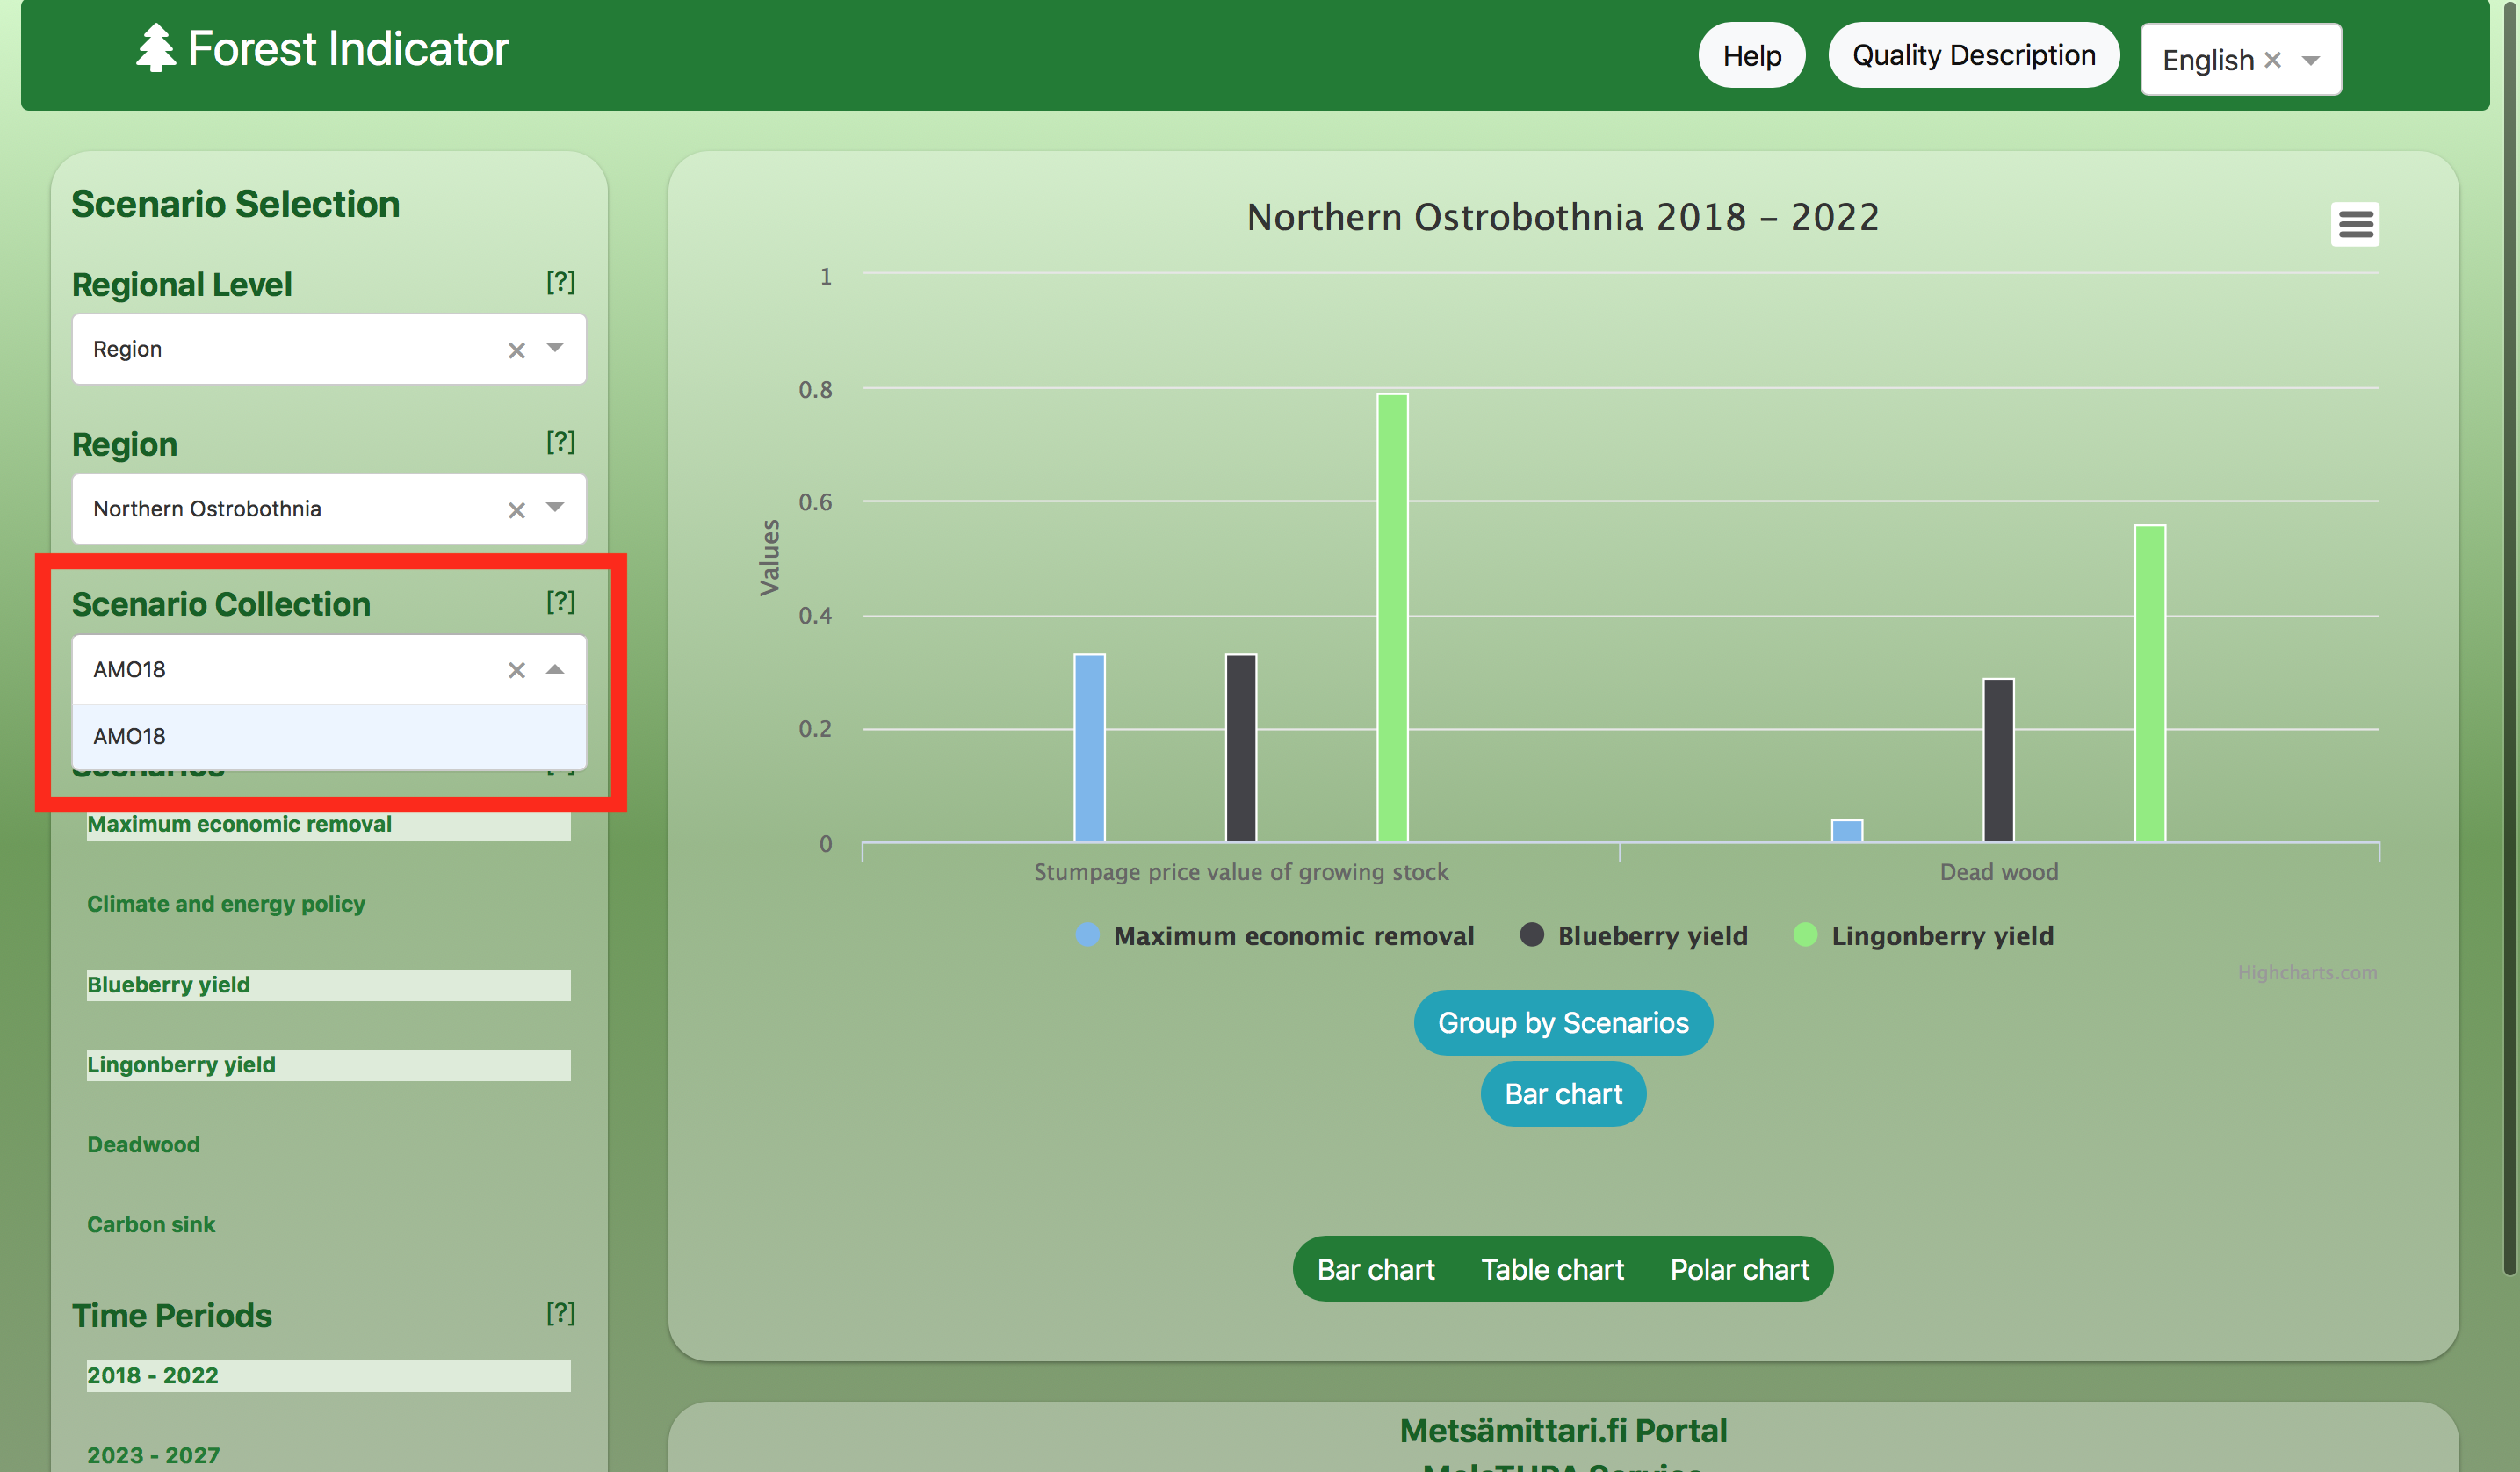 Forest Indicator
Help
Quality Description
English ×
Scenario Selection
Regional Level [?]
Region ×
Region [?]
Northern Ostrobothnia ×
Scenario Collection [?]
AMO18 ×
AMO18
Maximum economic removal
Climate and energy policy
Blueberry yield
Lingonberry yield
Deadwood
Carbon sink
Time Periods [?]
2018 - 2022
2023 - 2027
Northern Ostrobothnia 2018 – 2022
Values
1
0.8
0.6
0.4
0.2
0
Stumpage price value of growing stock
Dead wood
Maximum economic removal
Blueberry yield
Lingonberry yield
Highcharts.com
Group by Scenarios
Bar chart
Bar chart Table chart Polar chart
Metsämittari.fi Portal